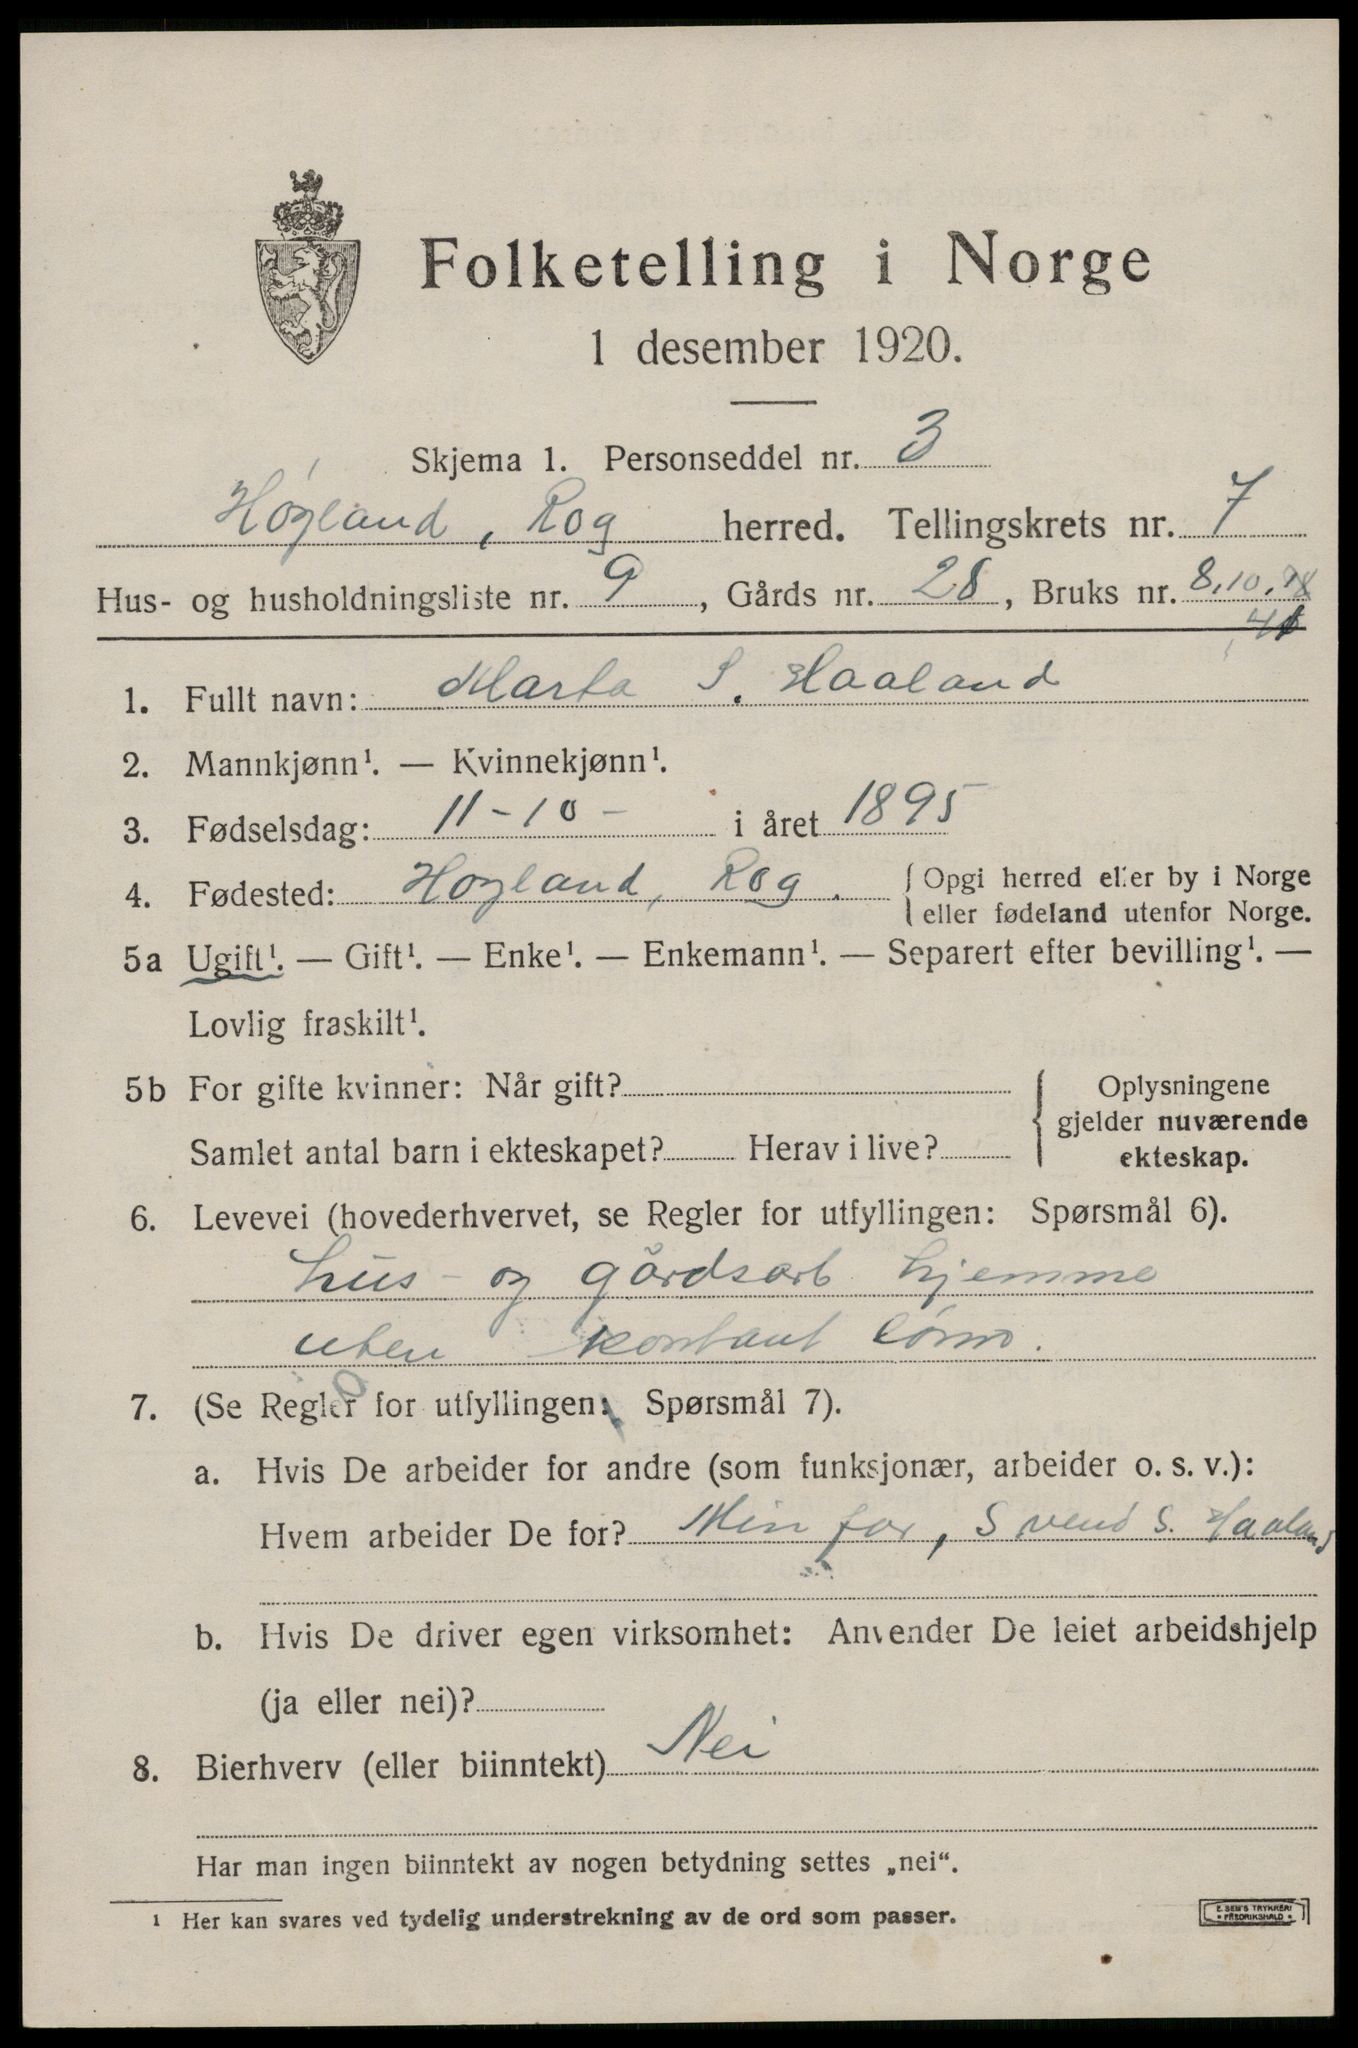 Folketelling i Norge
1 desember 1920.
Skjema 1. Personseddel nr. 3
Høyland, Rog herred. Tellingskrets nr. 7
Hus- og husholdningsliste nr. 9, Gårds nr. 28, Bruks nr. 8,10,
1. Fullt navn: Marta S. Haaland
2. Mannkjønn¹. — Kvinnekjønn¹.
3. Fødselsdag: 11-10- i året 1895
4. Fødested: Høyland, Rog. { Opgi herred eller by i Norge
eller fødeland utenfor Norge.
5a Ugift¹. — Gift¹. — Enke¹. — Enkemann¹. — Separert efter bevilling¹. —
Lovlig fraskilt¹.
5b For gifte kvinner: Når gift? { Oplysningene
gjelder nuværende
Samlet antal barn i ekteskapet? Herav i live?
ekteskap.
6. Levevei (hovederhvervet, se Regler for utfyllingen: Spørsmål 6).
hus- og gårdsarb hjemme
uten kontant lønn.
7. (Se Regler for utfyllingen: Spørsmål 7).
a. Hvis De arbeider for andre (som funksjonær, arbeider o. s. v.):
Hvem arbeider De for? Min far, Svend S. Haaland
b. Hvis De driver egen virksomhet: Anvender De leiet arbeidshjelp
(ja eller nei)?
8. Bierhverv (eller biinntekt) Nei
Har man ingen biinntekt av nogen betydning settes „nei“.
¹ Her kan svares ved tydelig understrekning av de ord som passer.
E. SEM'S TRYKKERI
* FREDRIKSHALD *